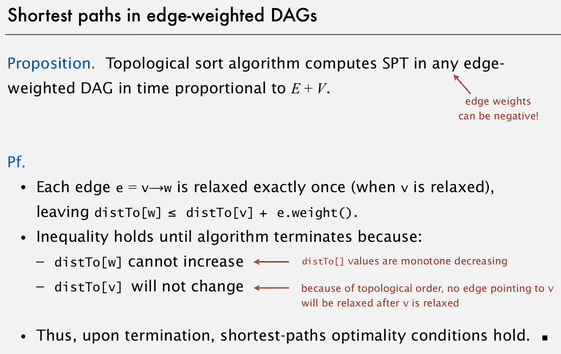 Shortest paths in edge-weighted DAGs
Proposition. Topological sort algorithm computes SPT in any edge-
weighted DAG in time proportional to E + V.
edge weights
can be negative!
Pf.
• Each edge e = v→w is relaxed exactly once (when v is relaxed),
leaving distTo[w] ≤ distTo[v] + e.weight().
• Inequality holds until algorithm terminates because:
– distTo[w] cannot increase
distTo[] values are monotone decreasing
– distTo[v] will not change
because of topological order, no edge pointing to v
will be relaxed after v is relaxed
• Thus, upon termination, shortest-paths optimality conditions hold. ■